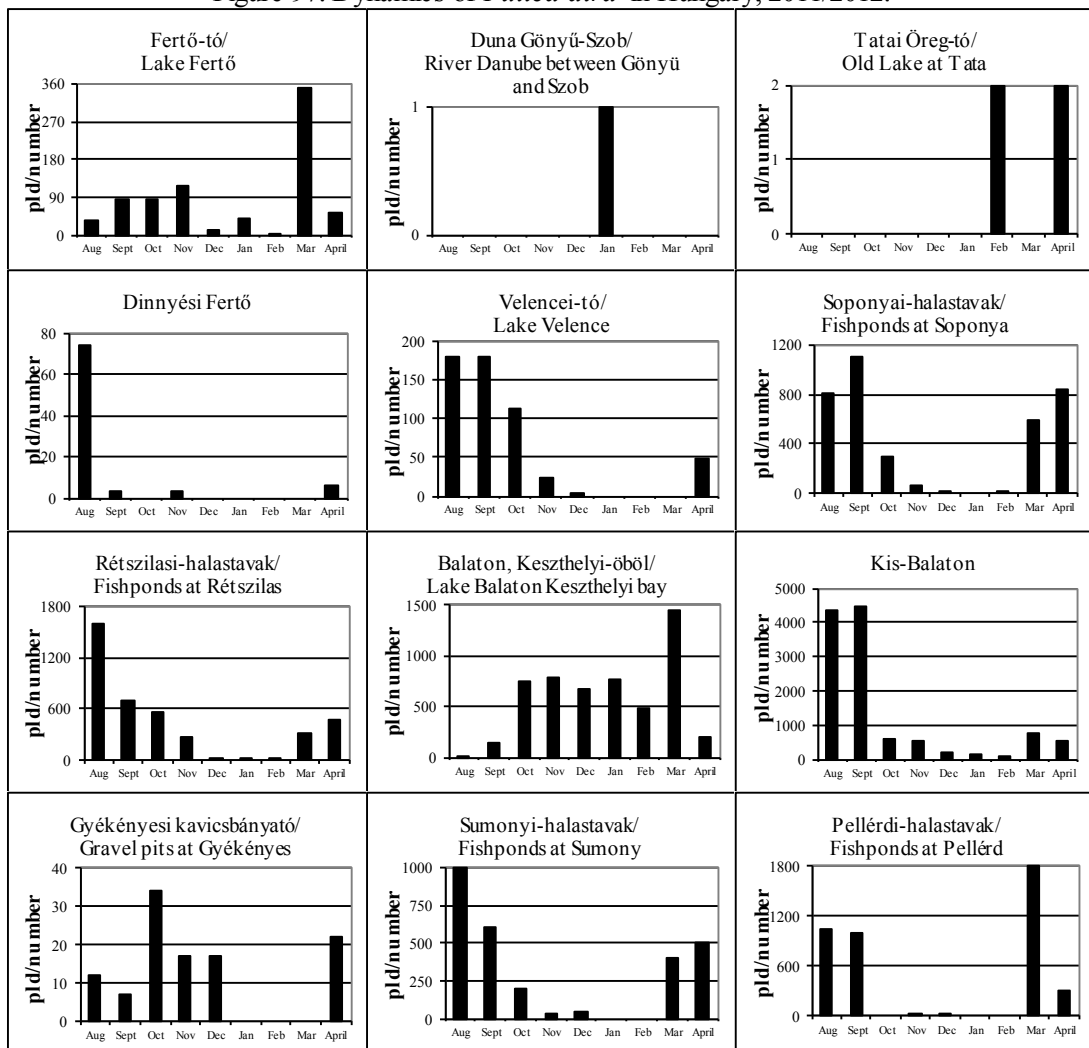 Figure 97. Dynamics of Fulica atra in Hungary, 2011/2012.
Fertő-tó/
Lake Fertő
pld/number
360
270
180
90
0
Aug Sept Oct Nov Dec Jan Feb Mar April
Duna Gönyű-Szob/
River Danube between Gönyü
and Szob
pld/number
1
0
Aug Sept Oct Nov Dec Jan Feb Mar April
Tatai Öreg-tó/
Old Lake at Tata
pld/number
2
1
0
Aug Sept Oct Nov Dec Jan Feb Mar April
Dinnyési Fertő
pld/number
80
60
40
20
0
Aug Sept Oct Nov Dec Jan Feb Mar April
Velencei-tó/
Lake Velence
pld/number
200
150
100
50
0
Aug Sept Oct Nov Dec Jan Feb Mar April
Soponyai-halastavak/
Fishponds at Soponya
pld/number
1200
800
400
0
Aug Sept Oct Nov Dec Jan Feb Mar April
Rétszilasi-halastavak/
Fishponds at Rétszilas
pld/number
1800
1200
600
0
Aug Sept Oct Nov Dec Jan Feb Mar April
Balaton, Keszthelyi-öböl/
Lake Balaton Keszthelyi bay
pld/number
1500
1000
500
0
Aug Sept Oct Nov Dec Jan Feb Mar April
Kis-Balaton
pld/number
5000
4000
3000
2000
1000
0
Aug Sept Oct Nov Dec Jan Feb Mar April
Gyékényesi kavicsbányató/
Gravel pits at Gyékényes
pld/number
40
30
20
10
0
Aug Sept Oct Nov Dec Jan Feb Mar April
Sumonyi-halastavak/
Fishponds at Sumony
pld/number
1000
750
500
250
0
Aug Sept Oct Nov Dec Jan Feb Mar April
Pellérdi-halastavak/
Fishponds at Pellérd
pld/number
1800
1200
600
0
Aug Sept Oct Nov Dec Jan Feb Mar April